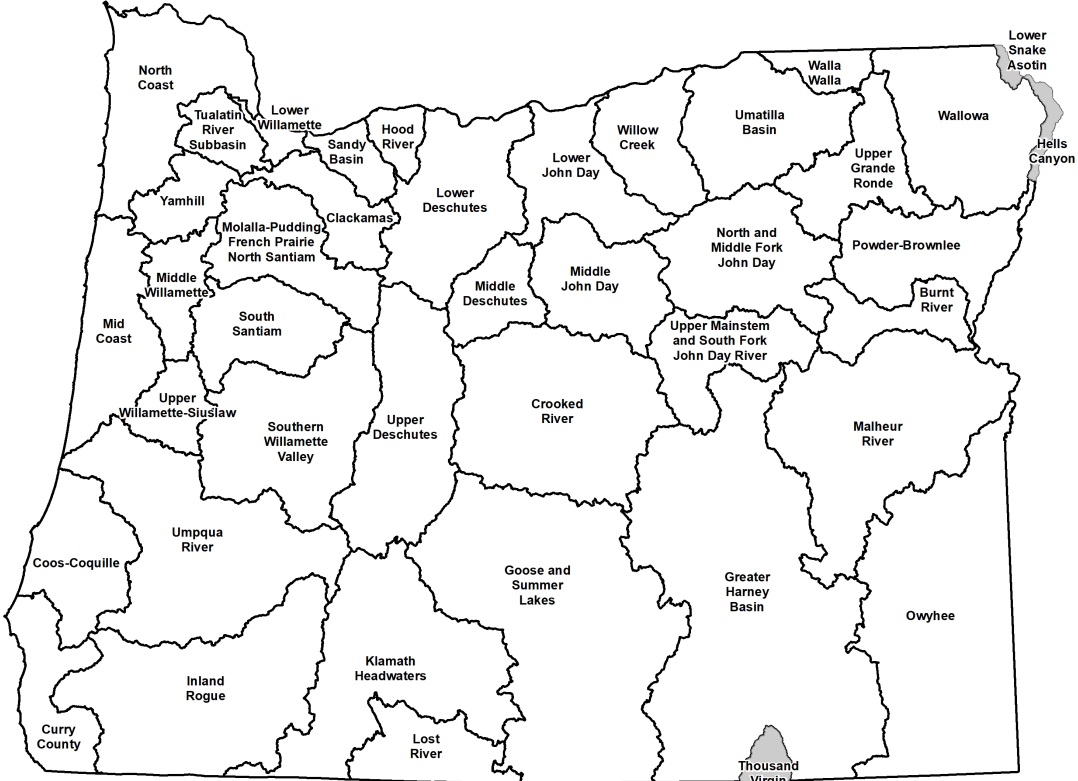 Lower
Snake
Asotin
North
Coast
Walla
Walla
Tualatin
River
Subbasin
Lower
Willamette
Sandy
Basin
Hood
River
Willow
Creek
Umatilla
Basin
Wallowa
Hells
Canyon
Lower
John Day
Upper
Grande
Ronde
Lower
Deschutes
Yamhill
Clackamas
Molalla-Pudding
French Prairie
North Santiam
North and
Middle Fork
John Day
Powder-Brownlee
Middle
Willamette
Middle
Deschutes
Middle
John Day
Burnt
River
Mid
Coast
South
Santiam
Upper Mainstem
and South Fork
John Day River
Upper
Willamette-Siuslaw
Southern
Willamette
Valley
Upper
Deschutes
Crooked
River
Malheur
River
Umpqua
River
Coos-Coquille
Goose and
Summer
Lakes
Greater
Harney
Basin
Owyhee
Inland
Rogue
Klamath
Headwaters
Curry
County
Lost
River
Thousand
Virgin